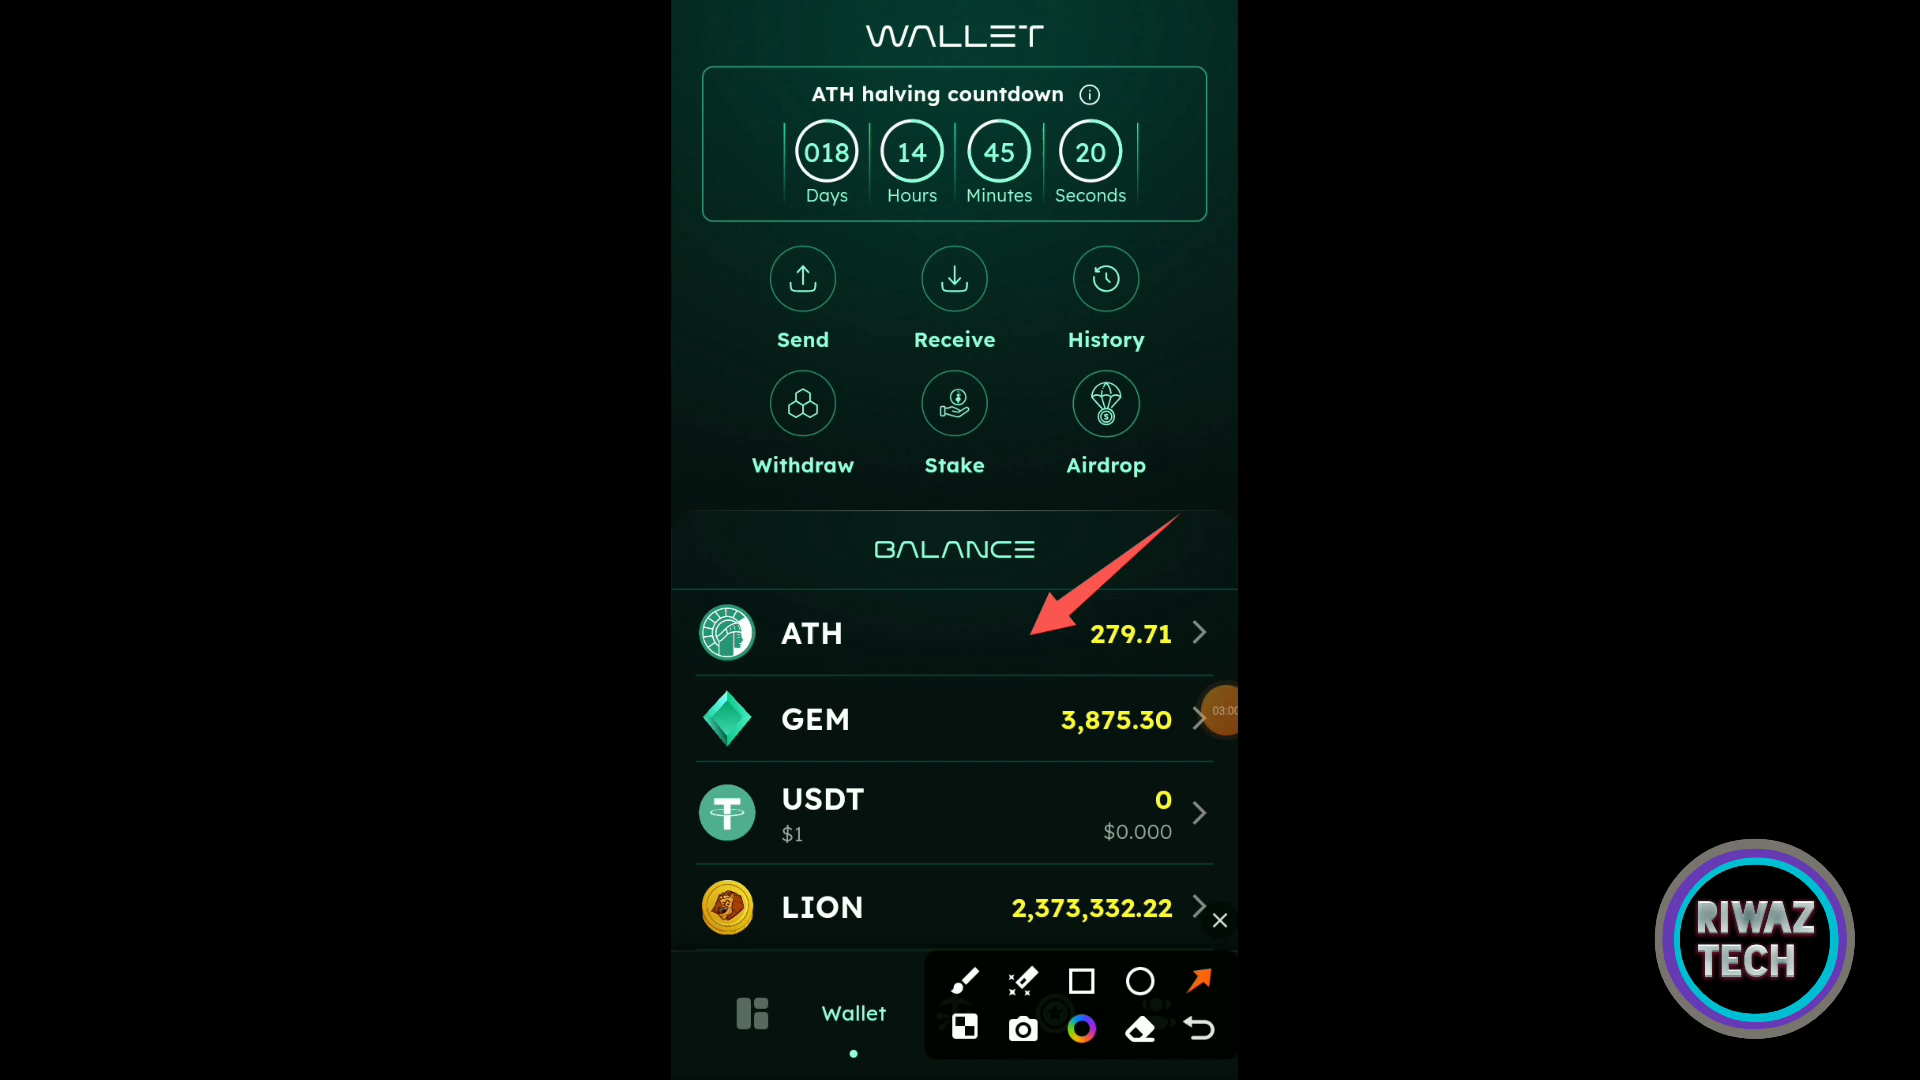 WALLET
ATH halving countdown
018 14 45 20
Days Hours Minutes Seconds
Send Receive History
Withdraw Stake Airdrop
BALANCE
ATH 279.71
GEM 3,875.30
03:00
USDT 0
$1 $0.000
LION 2,373,332.22
Wallet
RIWAZ
TECH